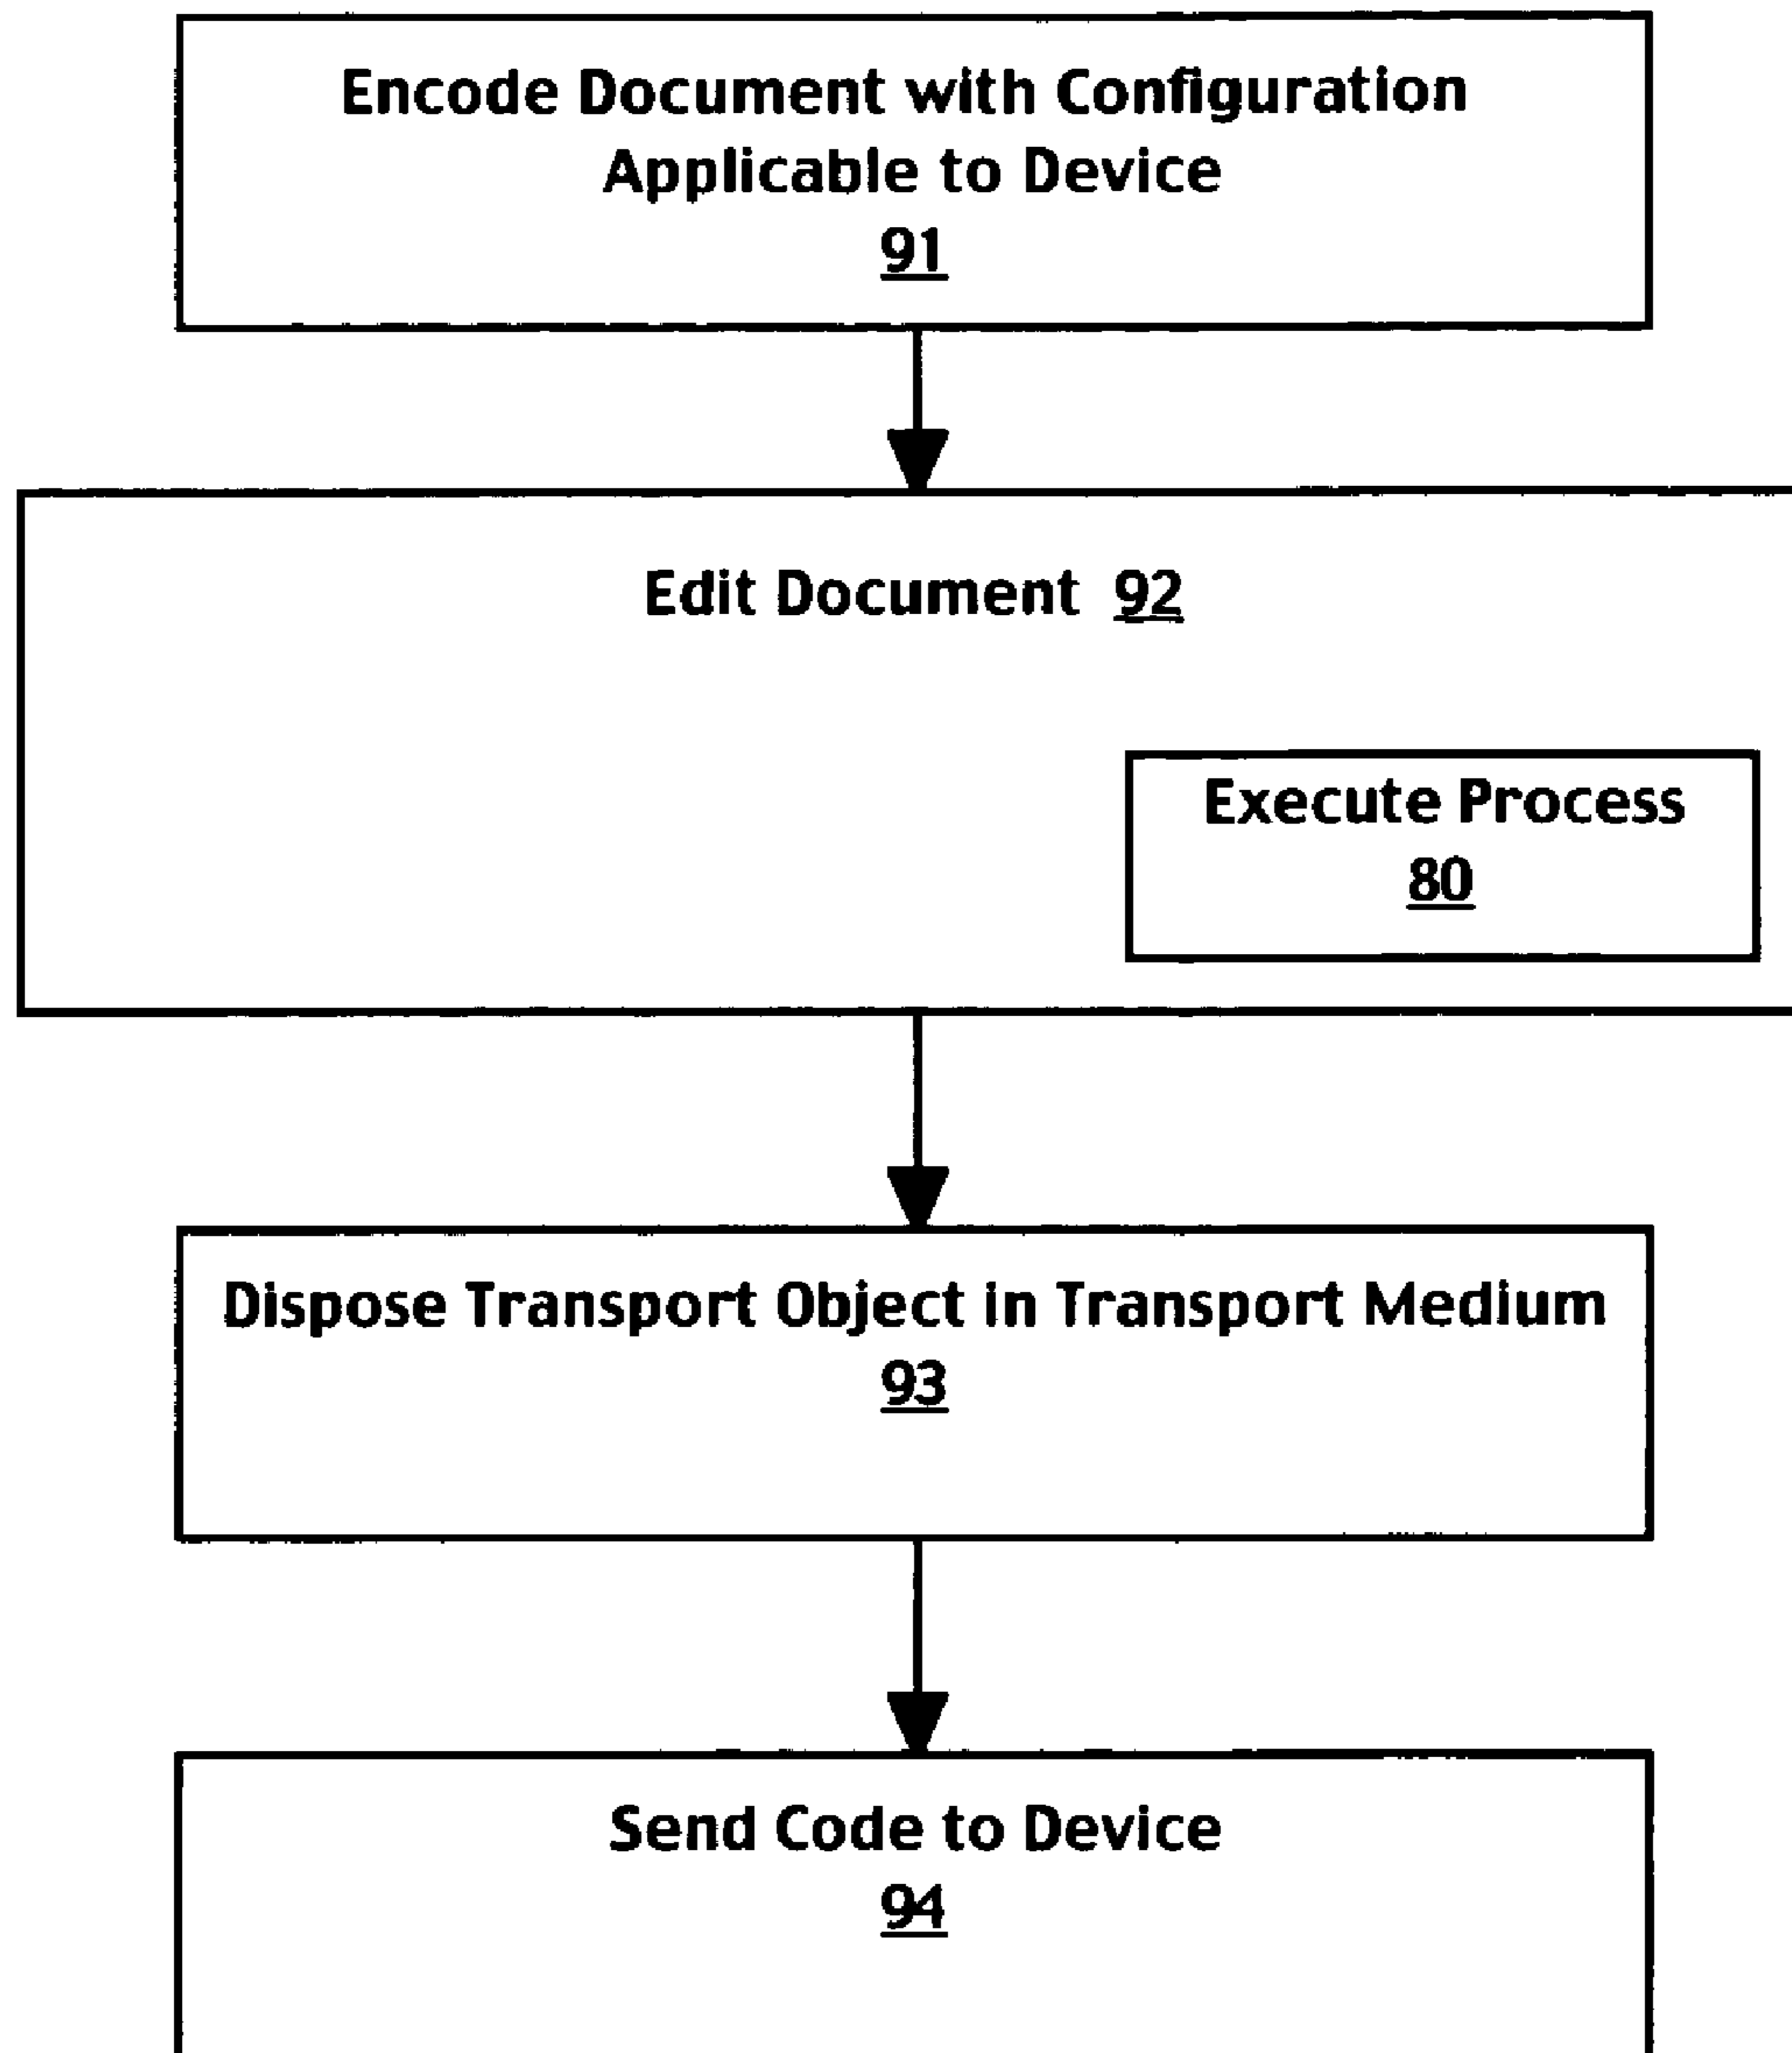 Encode Document with Configuration
Applicable to Device
91
Edit Document 92
Execute Process
80
Dispose Transport Object in Transport Medium
93
Send Code to Device
94